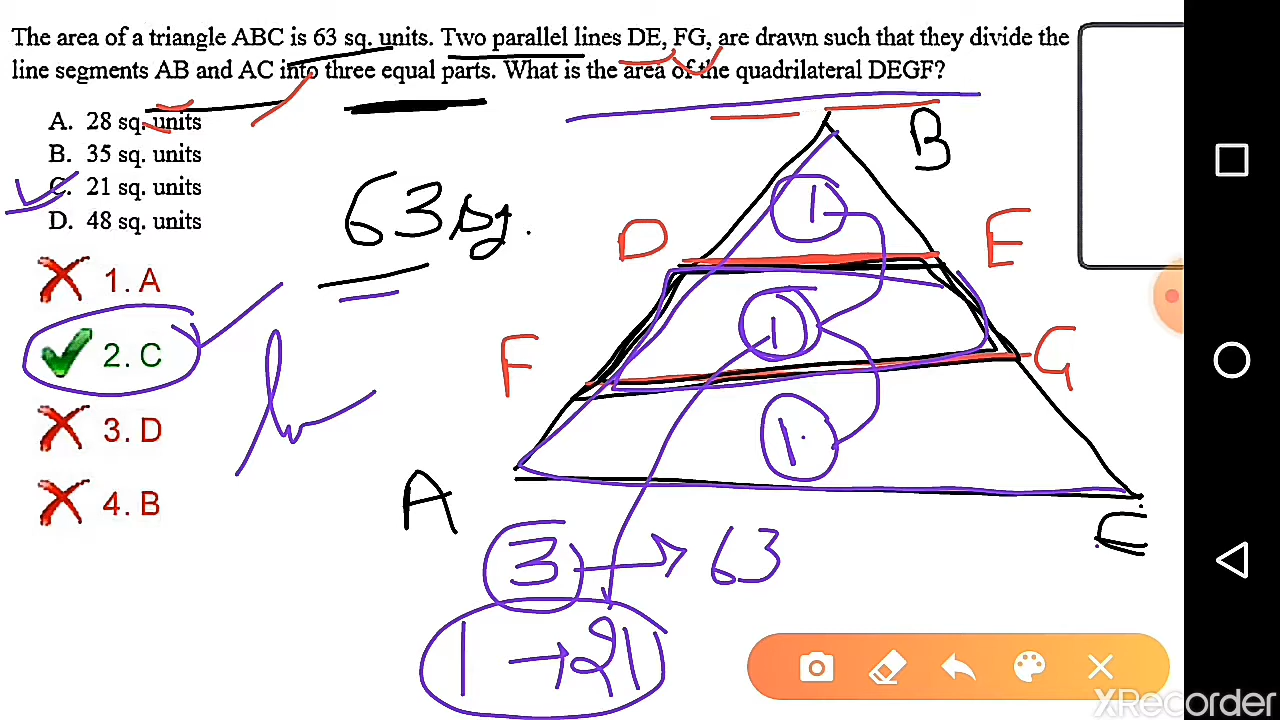 The area of a triangle ABC is 63 sq. units. Two parallel lines DE, FG, are drawn such that they divide the
line segments AB and AC into three equal parts. What is the area of the quadrilateral DEGF?
A. 28 sq. units
B. 35 sq. units
C. 21 sq. units
D. 48 sq. units
1. A
2. C
3. D
4. B
63 sq.
B
D
E
F
G
A
C
1
1
1
3 → 63
1 → 21
XRecorder